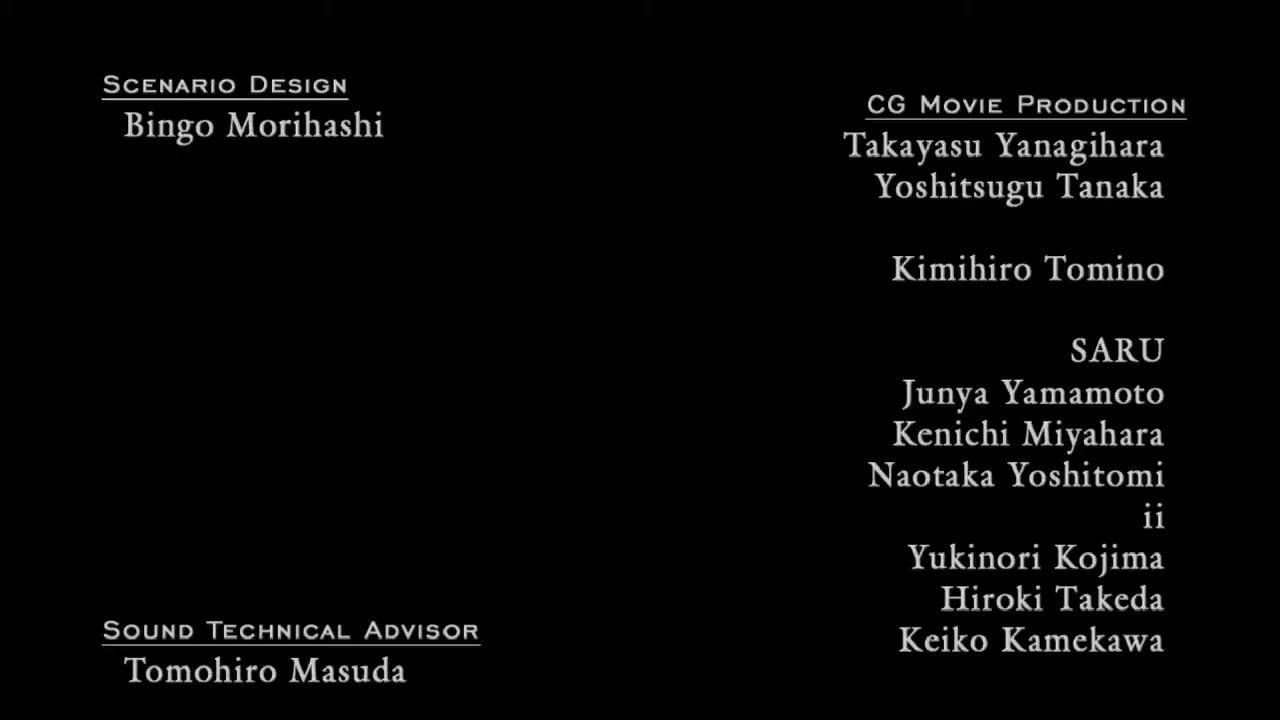 Scenario Design
Bingo Morihashi
Sound Technical Advisor
Tomohiro Masuda
CG Movie Production
Takayasu Yanagihara
Yoshitsugu Tanaka
Kimihiro Tomino
SARU
Junya Yamamoto
Kenichi Miyahara
Naotaka Yoshitomi
ii
Yukinori Kojima
Hiroki Takeda
Keiko Kamekawa